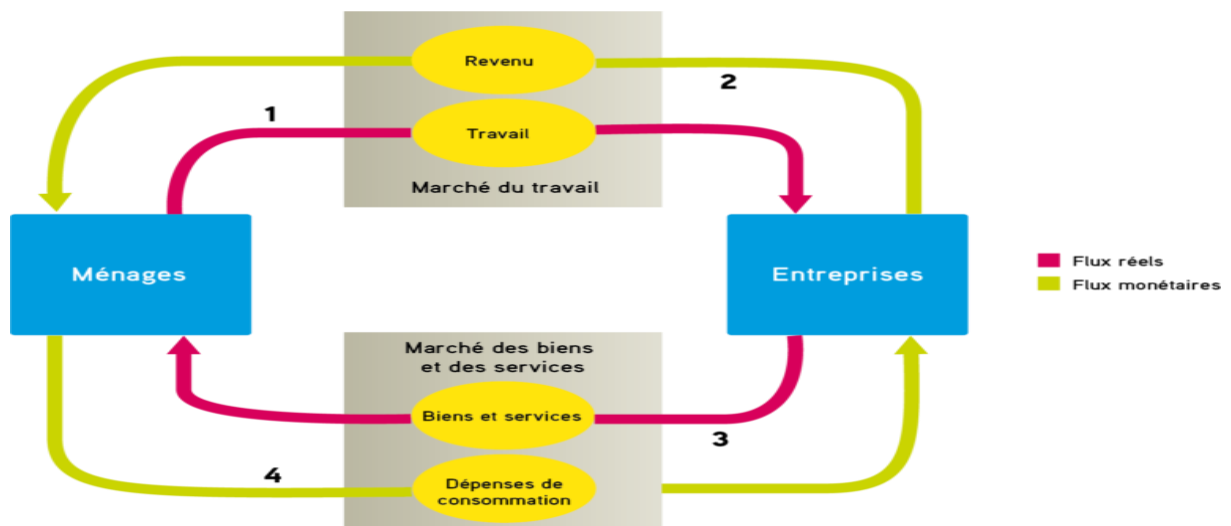 Revenu
2
1
Travail
Marché du travail
Ménages
Entreprises
Flux réels
Flux monétaires
Marché des biens
et des services
Biens et services
3
4
Dépenses de
consommation